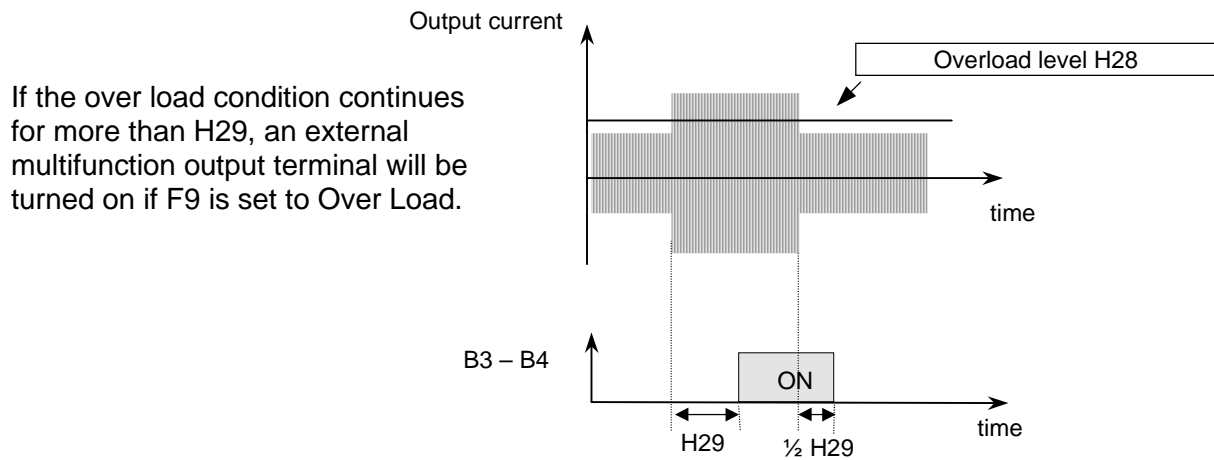 Output current
Overload level H28
If the over load condition continues
for more than H29, an external
multifunction output terminal will be
turned on if F9 is set to Over Load.
time
B3 – B4
ON
time
H29
½ H29